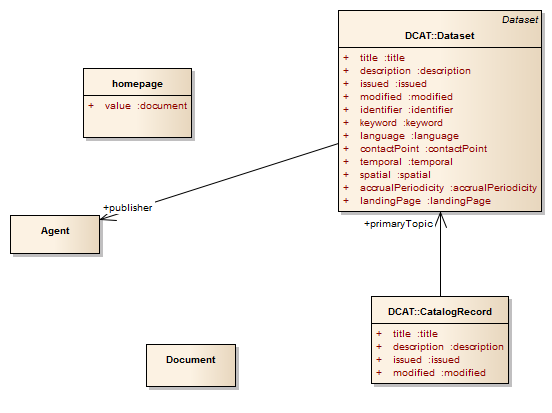 Dataset
DCAT::Dataset
+ title :title
+ description :description
+ issued :issued
+ modified :modified
+ identifier :identifier
+ keyword :keyword
+ language :language
+ contactPoint :contactPoint
+ temporal :temporal
+ spatial :spatial
+ accrualPeriodicity :accrualPeriodicity
+ landingPage :landingPage
homepage
+ value :document
+publisher
Agent
+primaryTopic
DCAT::CatalogRecord
+ title :title
+ description :description
+ issued :issued
+ modified :modified
Document